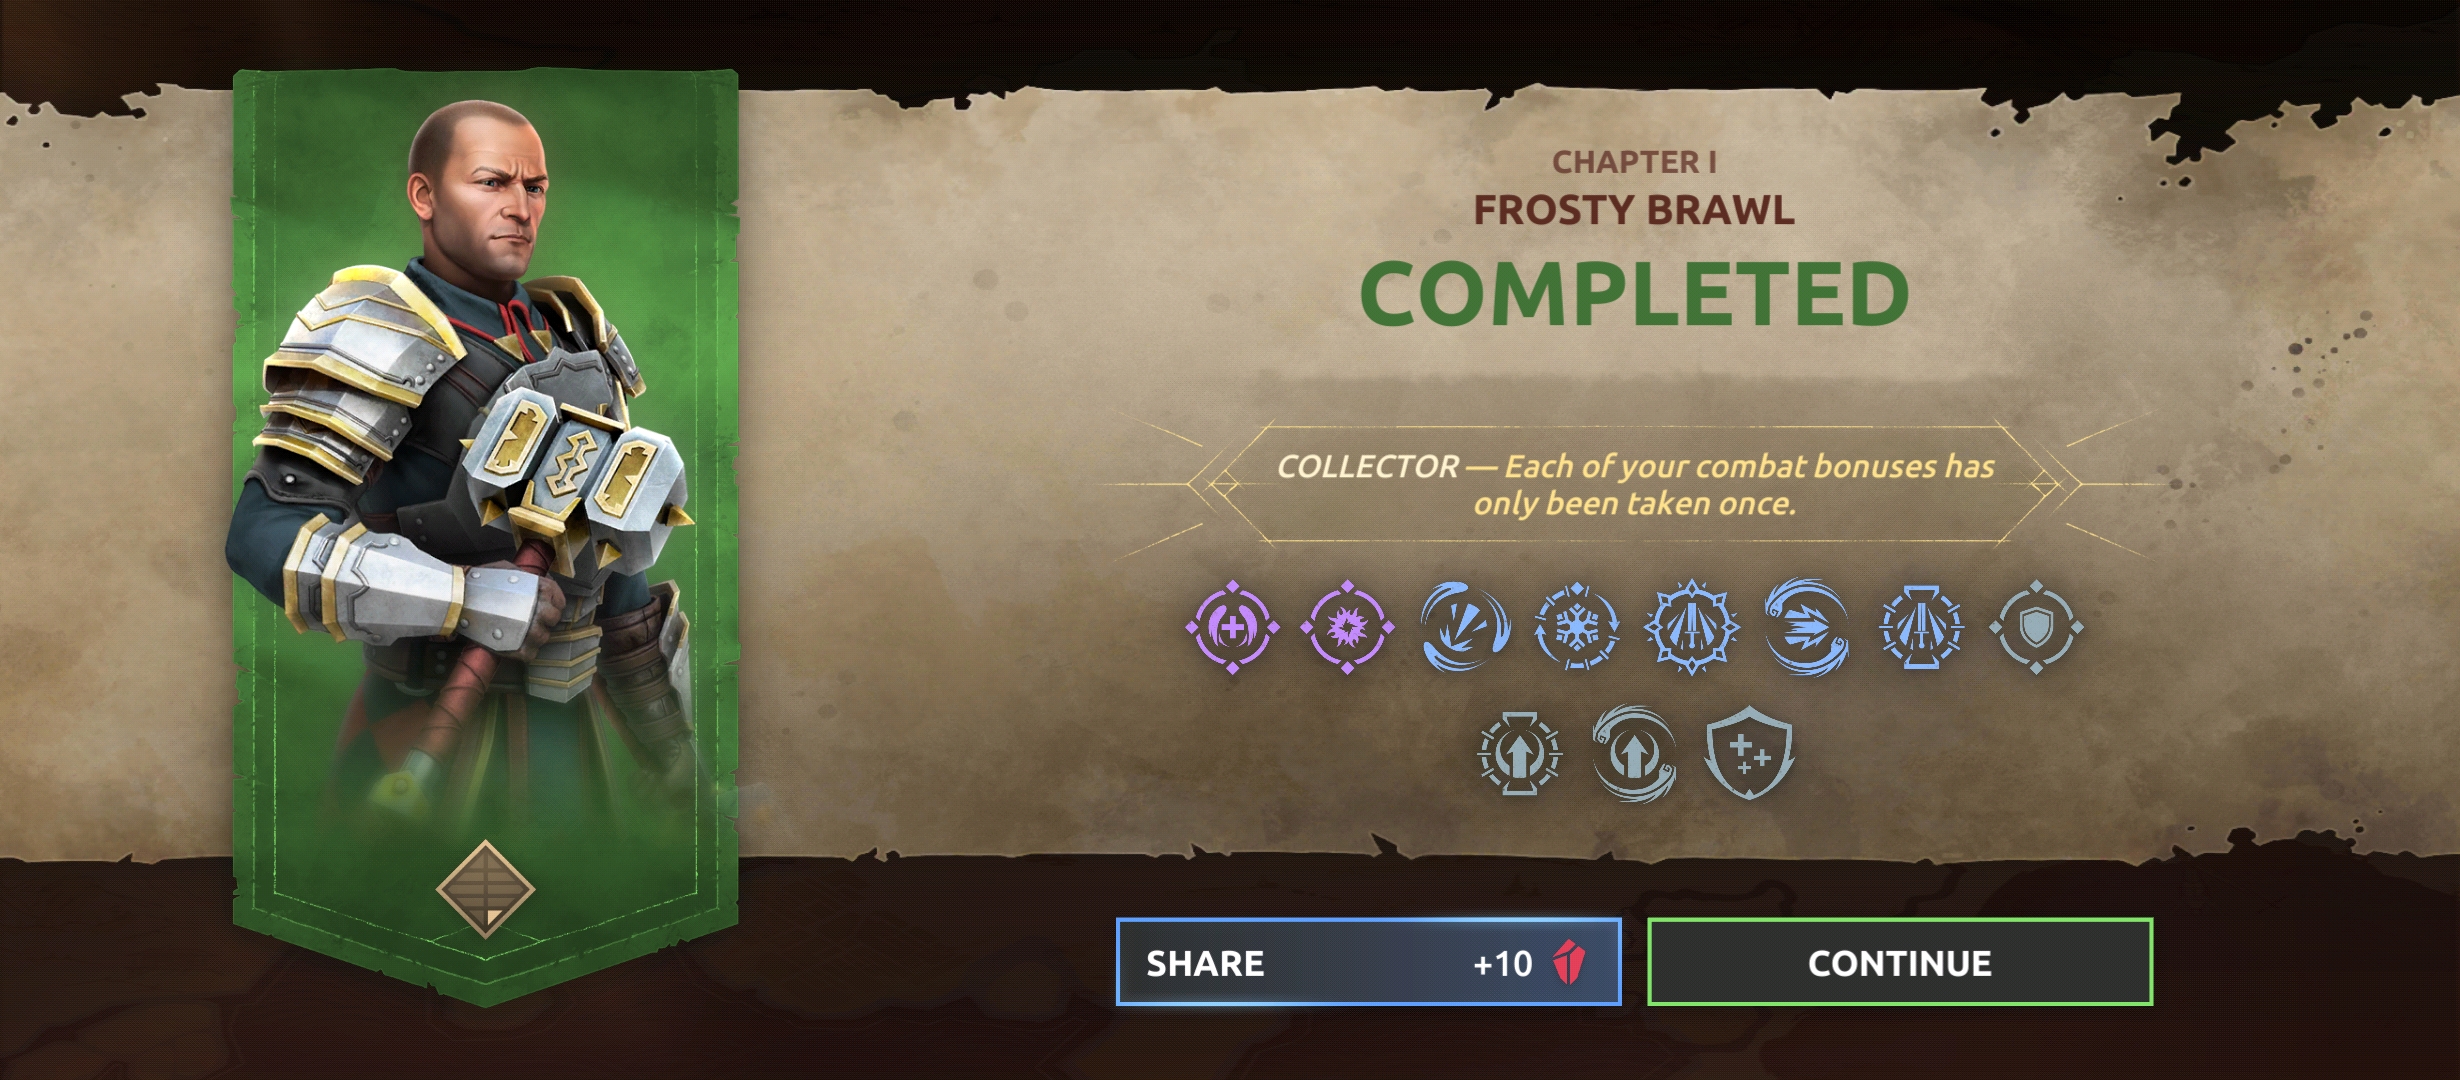 CHAPTER I
FROSTY BRAWL
COMPLETED
COLLECTOR — Each of your combat bonuses has
only been taken once.
SHARE +10
CONTINUE